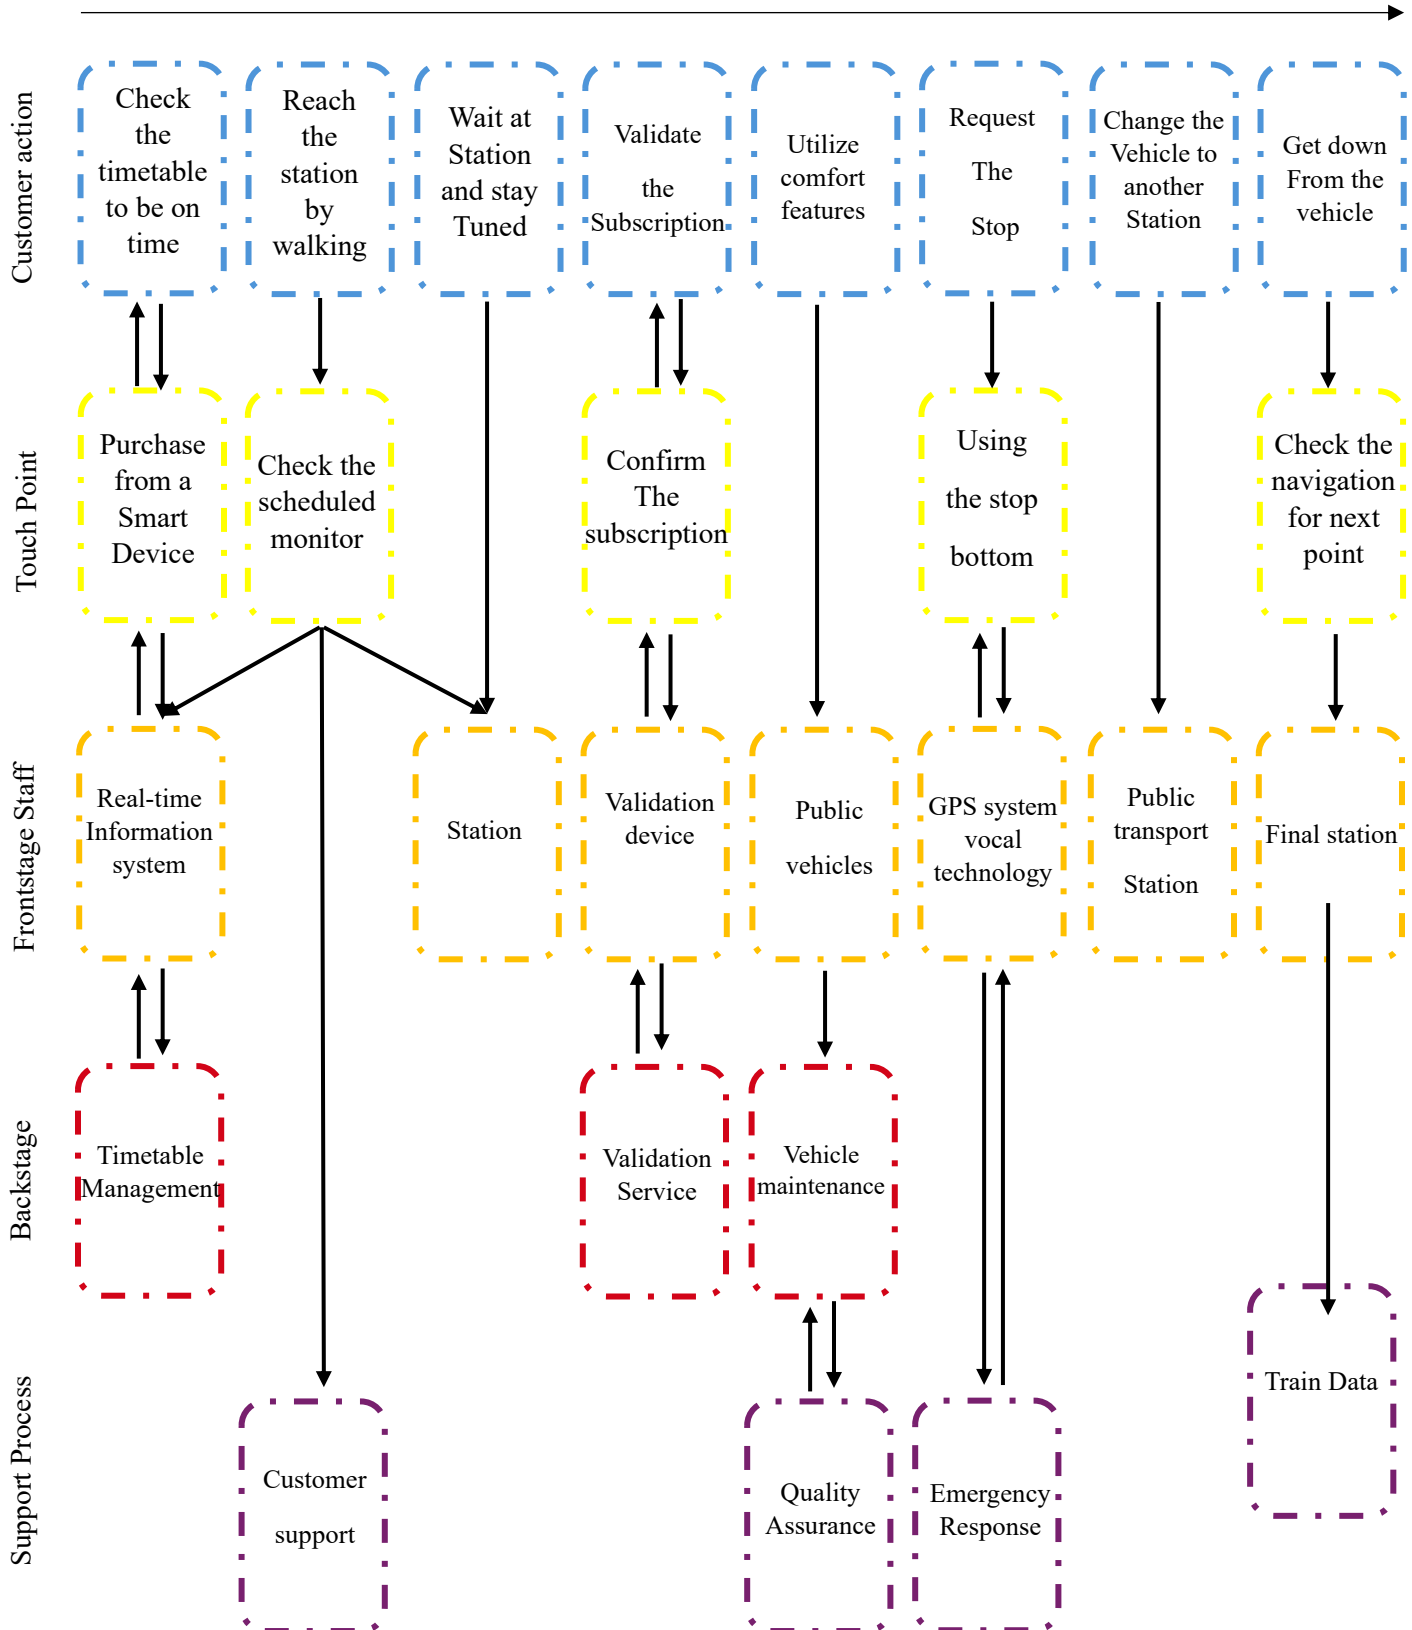 Customer action
Check
the
timetable
to be on
time
Reach
the
station
by
walking
Wait at
Station
and stay
Tuned
Validate
the
Subscription
Utilize
comfort
features
Request
The
Stop
Change the
Vehicle to
another
Station
Get down
From the
vehicle
Touch Point
Purchase
from a
Smart
Device
Check the
scheduled
monitor
Confirm
The
subscription
Using
the stop
bottom
Check the
navigation
for next
point
Frontstage Staff
Real-time
Information
system
Station
Validation
device
Public
vehicles
GPS system
vocal
technology
Public
transport
Station
Final station
Backstage
Timetable
Management
Validation
Service
Vehicle
maintenance
Support Process
Customer
support
Quality
Assurance
Emergency
Response
Train Data